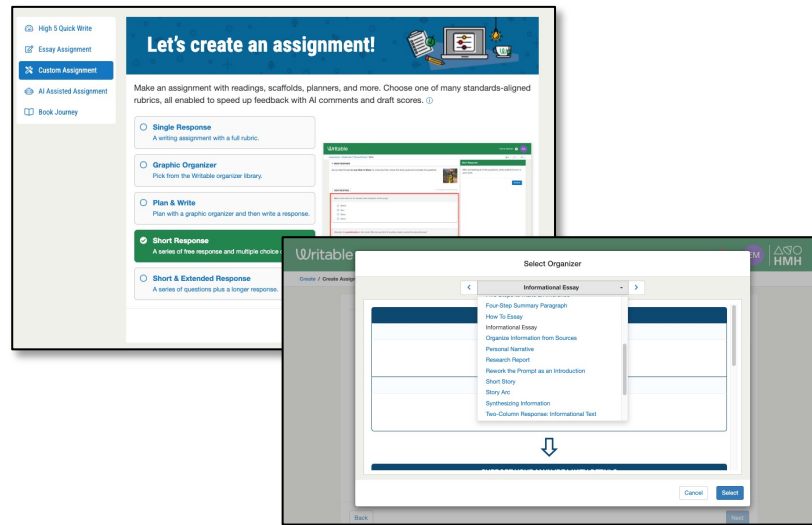 High 5 Quick Write
Essay Assignment
Custom Assignment
AI Assisted Assignment
Book Journey
Let's create an assignment!
Make an assignment with readings, scaffolds, planners, and more. Choose one of many standards-aligned
rubrics, all enabled to speed up feedback with AI comments and draft scores.
Single Response
A writing assignment with a full rubric.
Graphic Organizer
Pick from the Writable organizer library.
Plan & Write
Plan with a graphic organizer and then write a response.
Short Response
A series of free response and multiple choice
Short & Extended Response
A series of questions plus a longer response.
Writable
Writable
EM
HMH
Create / Create Assign
Select Organizer
Informational Essay
Four-Step Summary Paragraph
How To Essay
Informational Essay
Organize Information from Sources
Personal Narrative
Research Report
Rework the Prompt as an Introduction
Short Story
Story Arc
Synthesizing Information
Two-Column Response: Informational Text
Cancel
Select
Back
Next